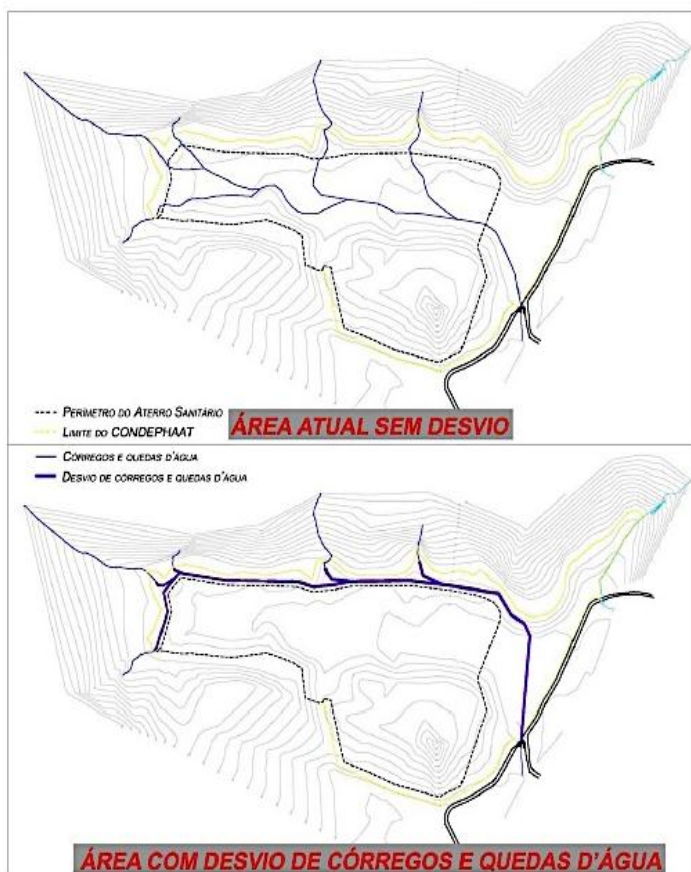 PERÍMETRO DO ATERRO SANITÁRIO
LIMITE DO CONDEPHAAT
ÁREA ATUAL SEM DESVIO
CÓRREGOS E QUEDAS D'ÁGUA
DESVIO DE CÓRREGOS E QUEDAS D'ÁGUA
ÁREA COM DESVIO DE CÓRREGOS E QUEDAS D'ÁGUA